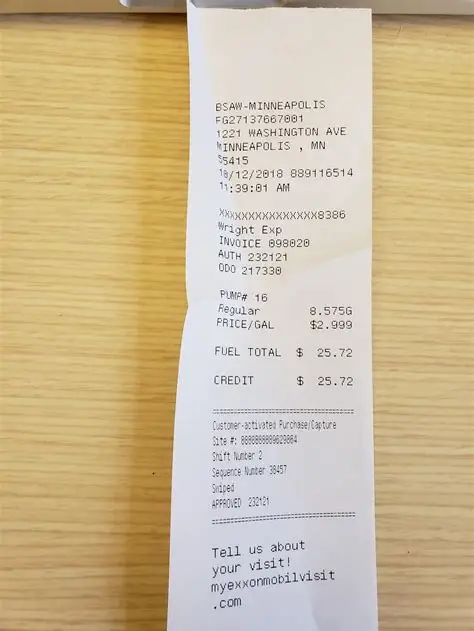 BSAW-MINNEAPOLIS
FG27137667001
1221 WASHINGTON AVE
MINNEAPOLIS , MN
55415
10/12/2018 889116514
11:39:01 AM
XXXXXXXXXXXXXXX8386
Wright Exp
INVOICE 098020
AUTH 232121
ODO 217330
PUMP# 16
Regular 8.575G
PRICE/GAL $2.999
FUEL TOTAL $ 25.72
CREDIT $ 25.72
Customer-activated Purchase/Capture
Site #:
Shift Number 2
Sequence Number 38457
Swiped
APPROVED 232121
Tell us about
your visit!
myexxonmobilvisit
.com